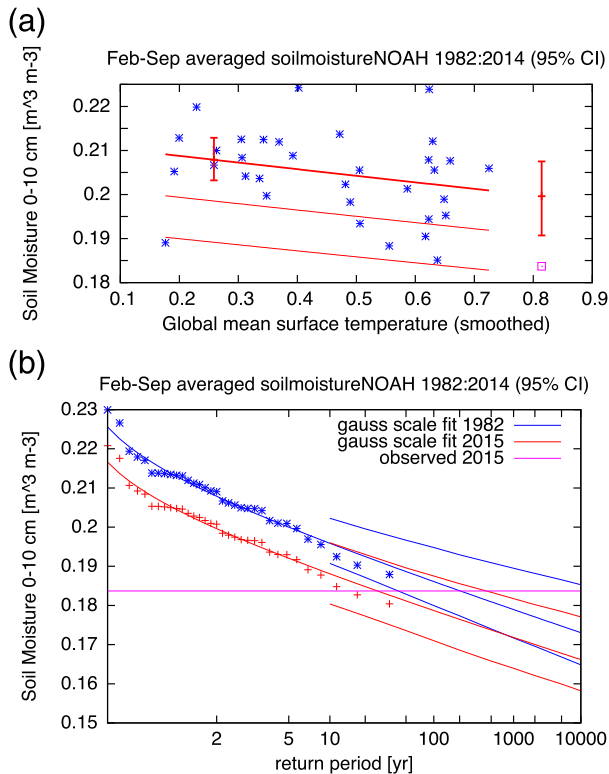 (a)
Feb-Sep averaged soilmoistureNOAH 1982:2014 (95% CI)
Soil Moisture 0-10 cm [m^3 m-3]
0.22
0.21
0.2
0.19
0.18
0.1 0.2 0.3 0.4 0.5 0.6 0.7 0.8 0.9
Global mean surface temperature (smoothed)
(b)
Feb-Sep averaged soilmoistureNOAH 1982:2014 (95% CI)
Soil Moisture 0-10 cm [m^3 m-3]
0.23
0.22
0.21
0.2
0.19
0.18
0.17
0.16
0.15
gauss scale fit 1982
gauss scale fit 2015
observed 2015
2 5 10 100 1000 10000
return period [yr]